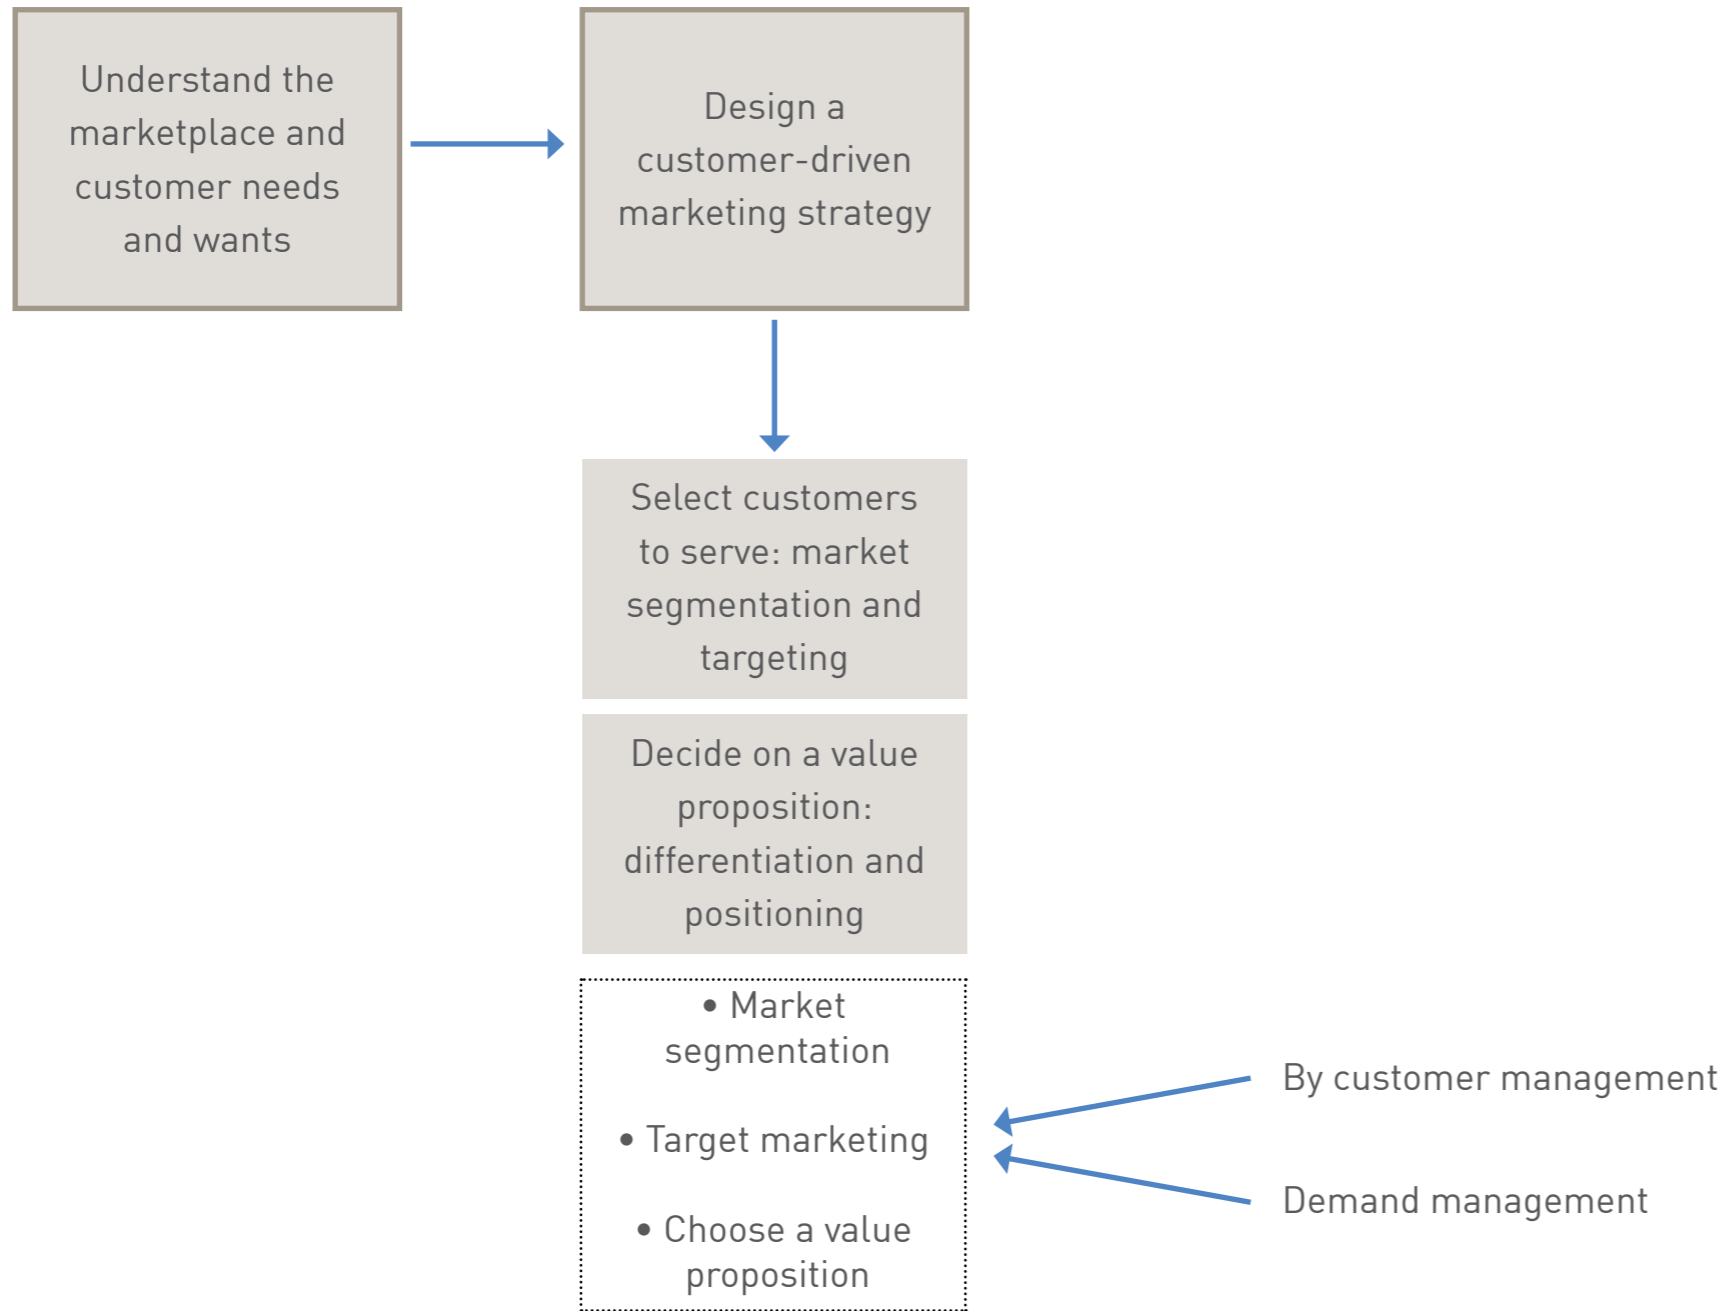 Understand the
marketplace and
customer needs
and wants
Design a
customer-driven
marketing strategy
Select customers
to serve: market
segmentation and
targeting
Decide on a value
proposition:
differentiation and
positioning
• Market
segmentation
• Target marketing
• Choose a value
proposition
By customer management
Demand management